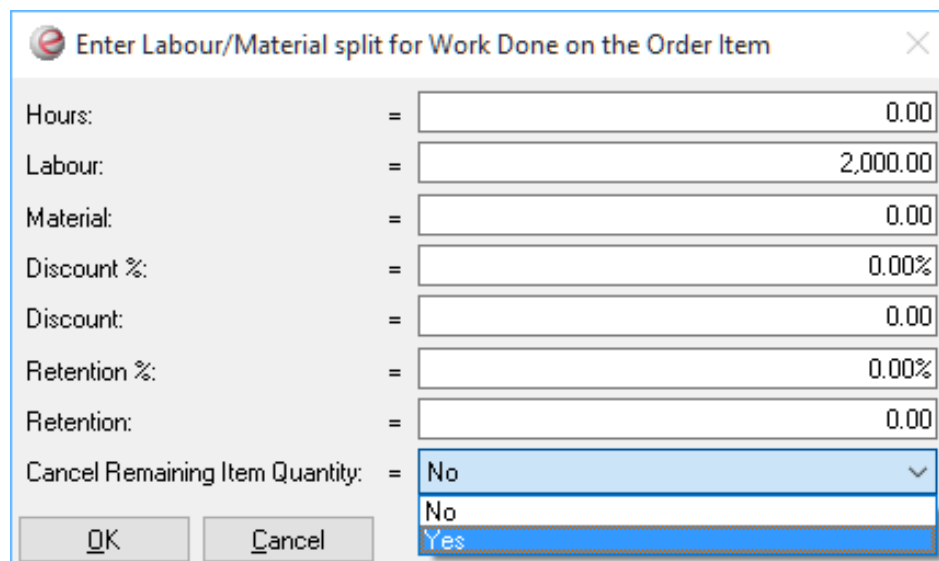 Enter Labour/Material split for Work Done on the Order Item
Hours: = 0.00
Labour: = 2,000.00
Material: = 0.00
Discount %: = 0.00%
Discount: = 0.00
Retention %: = 0.00%
Retention: = 0.00
Cancel Remaining Item Quantity: = No
No
OK Cancel Yes